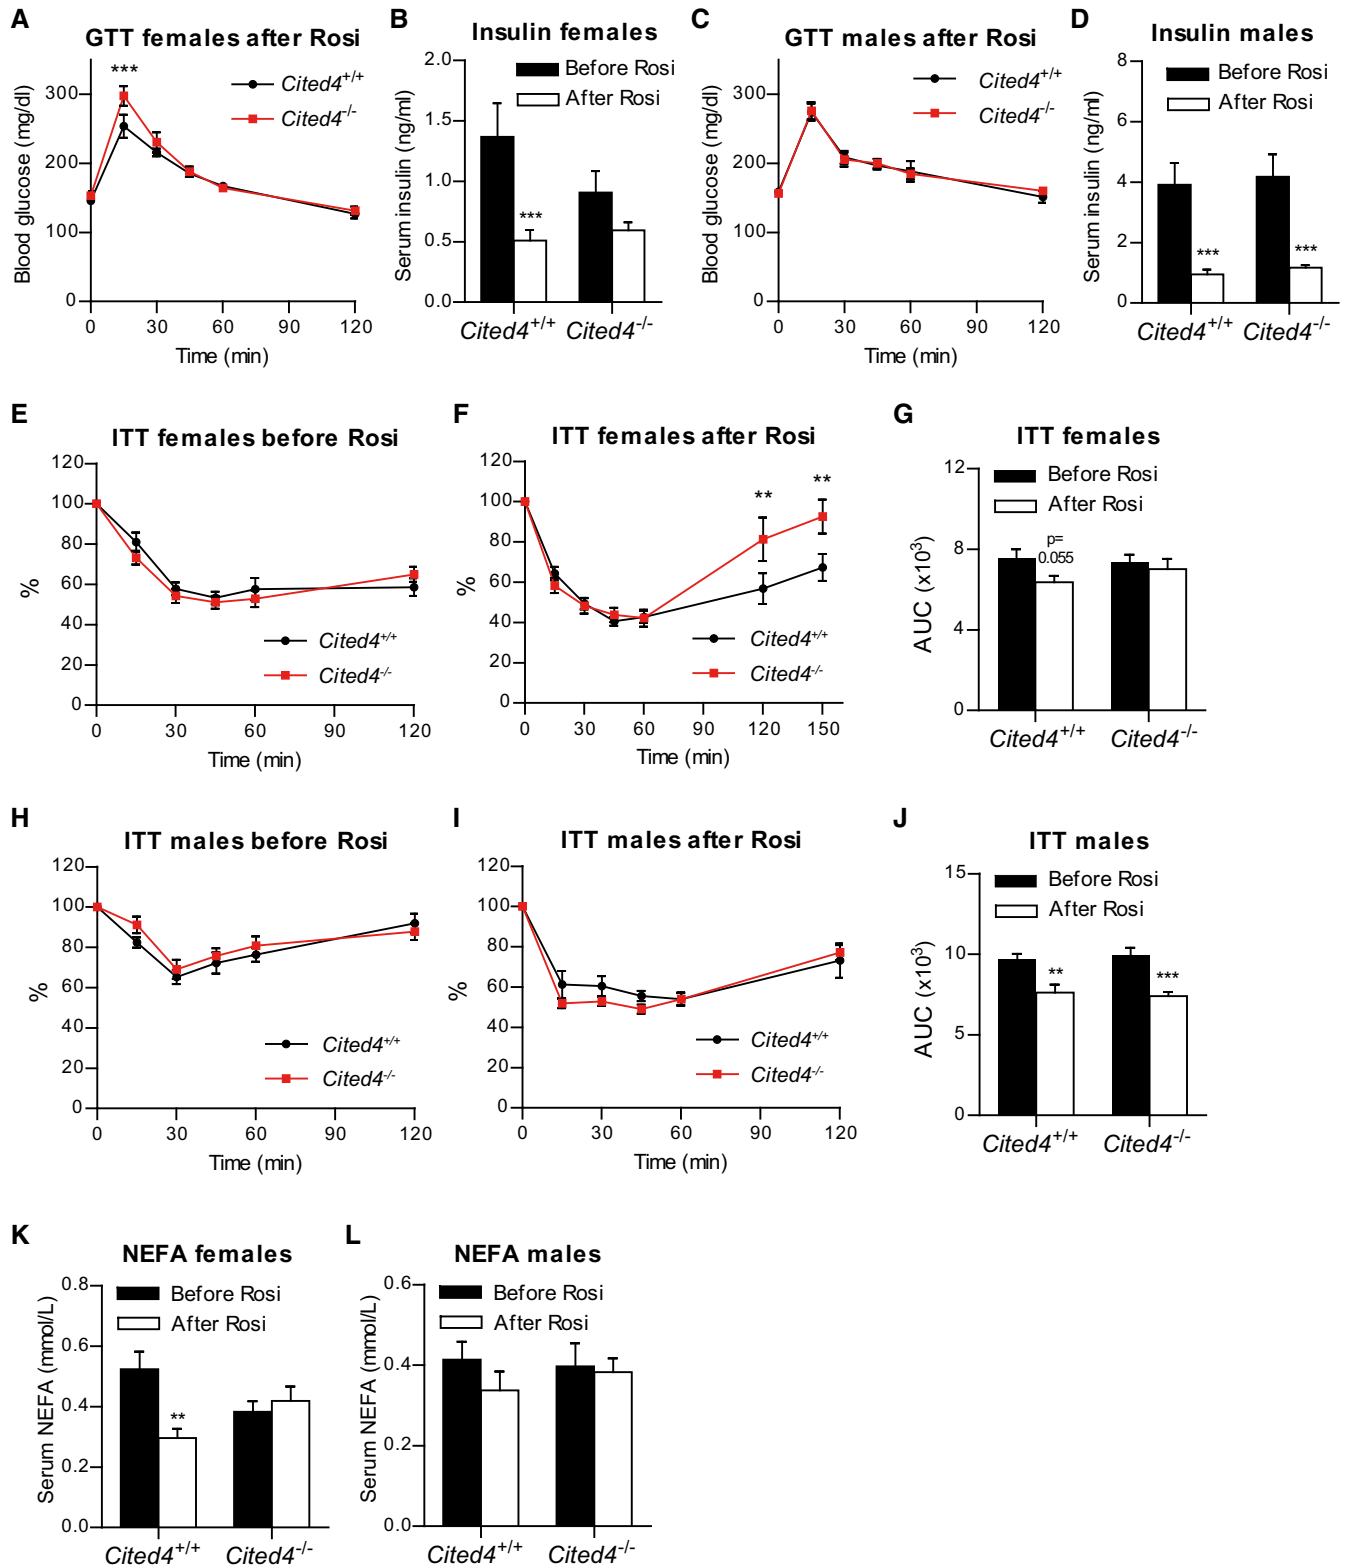 A
GTT females after Rosi
Blood glucose (mg/dl)
300
200
100
0
***
Cited4+/+
Cited4-/-
0 30 60 90 120
Time (min)
B
Insulin females
Serum insulin (ng/ml)
2.0
1.5
1.0
0.5
0.0
Before Rosi
After Rosi
***
Cited4+/+ Cited4-/-
C
GTT males after Rosi
Blood glucose (mg/dl)
300
200
100
0
Cited4+/+
Cited4-/-
0 30 60 90 120
Time (min)
D
Insulin males
Serum insulin (ng/ml)
8
6
4
2
0
Before Rosi
After Rosi
*** ***
Cited4+/+ Cited4-/-
E
ITT females before Rosi
%
120
100
80
60
40
20
0
Cited4+/+
Cited4-/-
0 30 60 90 120
Time (min)
F
ITT females after Rosi
%
120
100
80
60
40
20
0
** **
Cited4+/+
Cited4-/-
0 30 60 90 120 150
Time (min)
G
ITT females
AUC (x10³)
12
8
4
0
Before Rosi
After Rosi
p=
0.055
Cited4+/+ Cited4-/-
H
ITT males before Rosi
%
120
100
80
60
40
20
0
Cited4+/+
Cited4-/-
0 30 60 90 120
Time (min)
I
ITT males after Rosi
%
120
100
80
60
40
20
0
Cited4+/+
Cited4-/-
0 30 60 90 120
Time (min)
J
ITT males
AUC (x10³)
15
10
5
0
Before Rosi
After Rosi
** ***
Cited4+/+ Cited4-/-
K
NEFA females
Serum NEFA (mmol/L)
0.8
0.6
0.4
0.2
0.0
Before Rosi
After Rosi
**
Cited4+/+ Cited4-/-
L
NEFA males
Serum NEFA (mmol/L)
0.6
0.4
0.2
0.0
Before Rosi
After Rosi
Cited4+/+ Cited4-/-